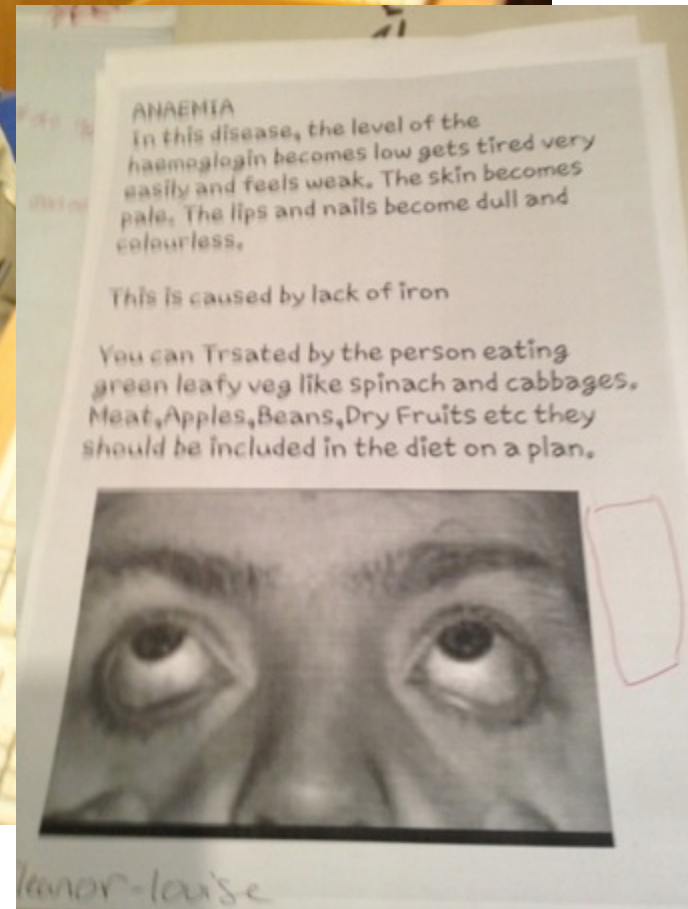 ANAEMIA
In this disease, the level of the
haemoglogin becomes low gets tired very
easily and feels weak. The skin becomes
pale. The lips and nails become dull and
colourless.
This is caused by lack of iron
You can Trsated by the person eating
green leafy veg like spinach and cabbages.
Meat,Apples,Beans,Dry Fruits etc they
should be included in the diet on a plan.
leanor-louise